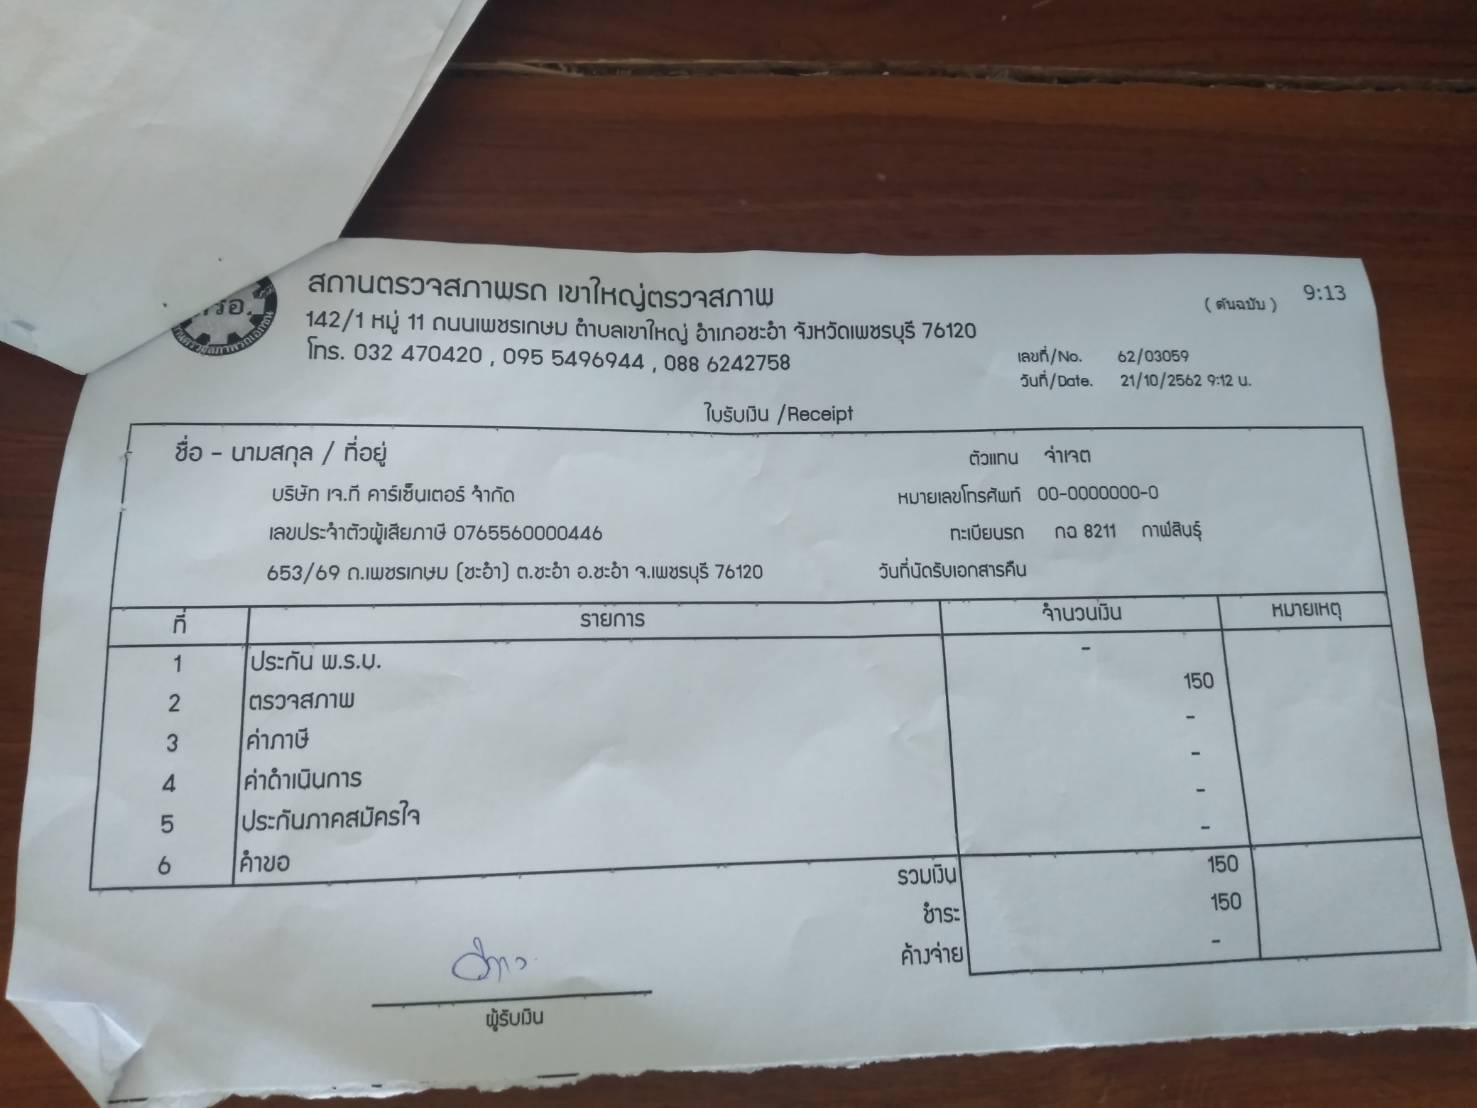 สถานตรวจสภาพรถ เขาใหญ่ตรวจสภาพ
142/1 หมู่ 11 ถนนเพชรเกษม ตำบลเขาใหญ่ อำเภอชะอำ จังหวัดเพชรบุรี 76120
โทร. 032 470420 , 095 5496944 , 088 6242758
( ต้นฉบับ ) 9:13
เลขที่/No. 62/03059
วันที่/Date. 21/10/2562 9:12 น.
ใบรับเงิน /Receipt
ชื่อ - นามสกุล / ที่อยู่
ตัวแทน จ่าเจต
บริษัท เจ.ที คาร์เซ็นเตอร์ จำกัด
หมายเลขโทรศัพท์ 00-0000000-0
เลขประจำตัวผู้เสียภาษี 0765560000446
ทะเบียนรถ กฉ 8211 กาฬสินธุ์
653/69 ถ.เพชรเกษม (ชะอำ) ต.ชะอำ อ.ชะอำ จ.เพชรบุรี 76120
วันที่นัดรับเอกสารคืน
ที่ รายการ จำนวนเงิน หมายเหตุ
1 ประกัน พ.ร.บ. -
2 ตรวจสภาพ 150
3 ค่าภาษี -
4 ค่าดำเนินการ -
5 ประกันภาคสมัครใจ -
6 คำขอ -
รวมเงิน 150
ชำระ 150
ค้างจ่าย -
ผู้รับเงิน